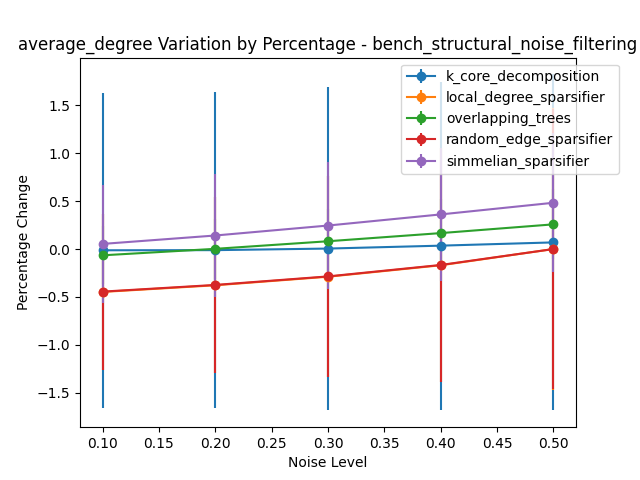 average_degree Variation by Percentage - bench_structural_noise_filtering
k_core_decomposition
local_degree_sparsifier
overlapping_trees
random_edge_sparsifier
simmelian_sparsifier
Percentage Change
1.5
1.0
0.5
0.0
−0.5
−1.0
−1.5
0.10 0.15 0.20 0.25 0.30 0.35 0.40 0.45 0.50
Noise Level